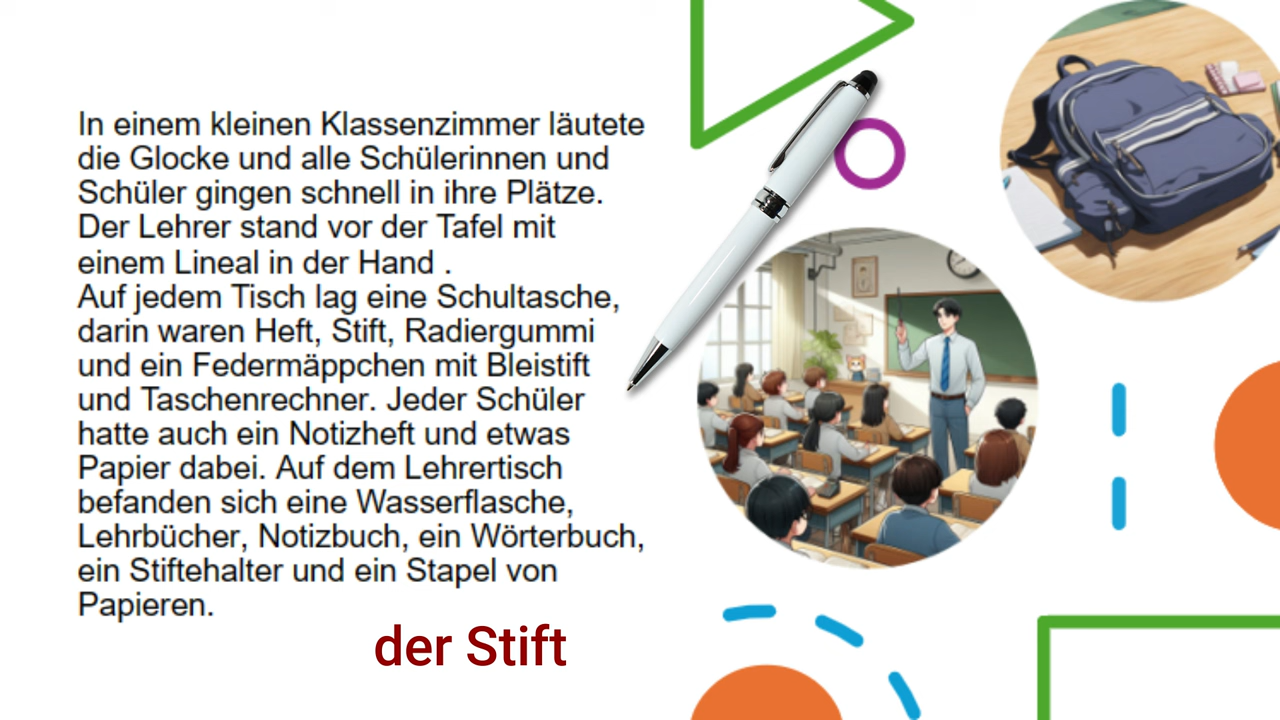 In einem kleinen Klassenzimmer läutete
die Glocke und alle Schülerinnen und
Schüler gingen schnell in ihre Plätze.
Der Lehrer stand vor der Tafel mit
einem Lineal in der Hand .
Auf jedem Tisch lag eine Schultasche,
darin waren Heft, Stift, Radiergummi
und ein Federmäppchen mit Bleistift
und Taschenrechner. Jeder Schüler
hatte auch ein Notizheft und etwas
Papier dabei. Auf dem Lehrertisch
befanden sich eine Wasserflasche,
Lehrbücher, Notizbuch, ein Wörterbuch,
ein Stiftehalter und ein Stapel von
Papieren.
der Stift